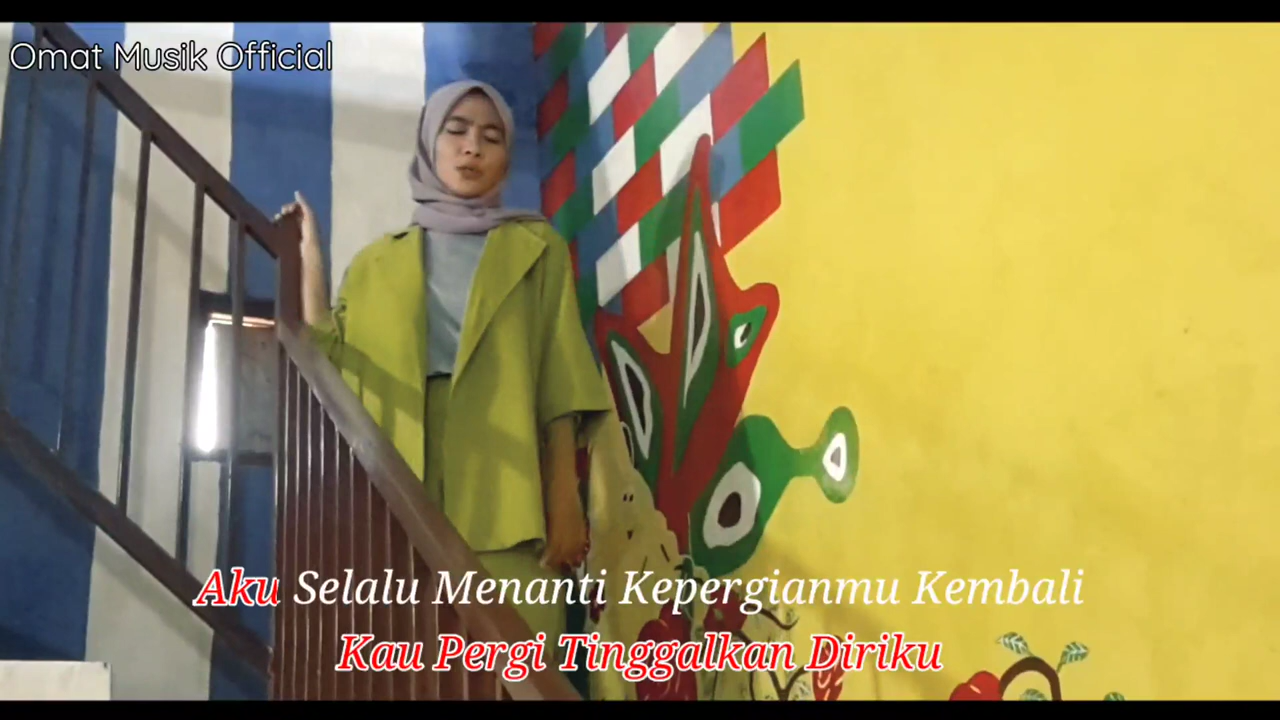 Omat Musik Official
Aku Selalu Menanti Kepergianmu Kembali
Kau Pergi Tinggalkan Diriku